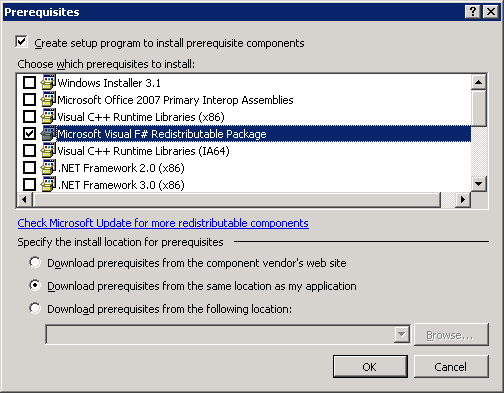 Prerequisites
Create setup program to install prerequisite components
Choose which prerequisites to install:
Windows Installer 3.1
Microsoft Office 2007 Primary Interop Assemblies
Visual C++ Runtime Libraries (x86)
Microsoft Visual F# Redistributable Package
Visual C++ Runtime Libraries (IA64)
.NET Framework 2.0 (x86)
.NET Framework 3.0 (x86)
Check Microsoft Update for more redistributable components
Specify the install location for prerequisites
Download prerequisites from the component vendor's web site
Download prerequisites from the same location as my application
Download prerequisites from the following location:
Browse...
OK
Cancel